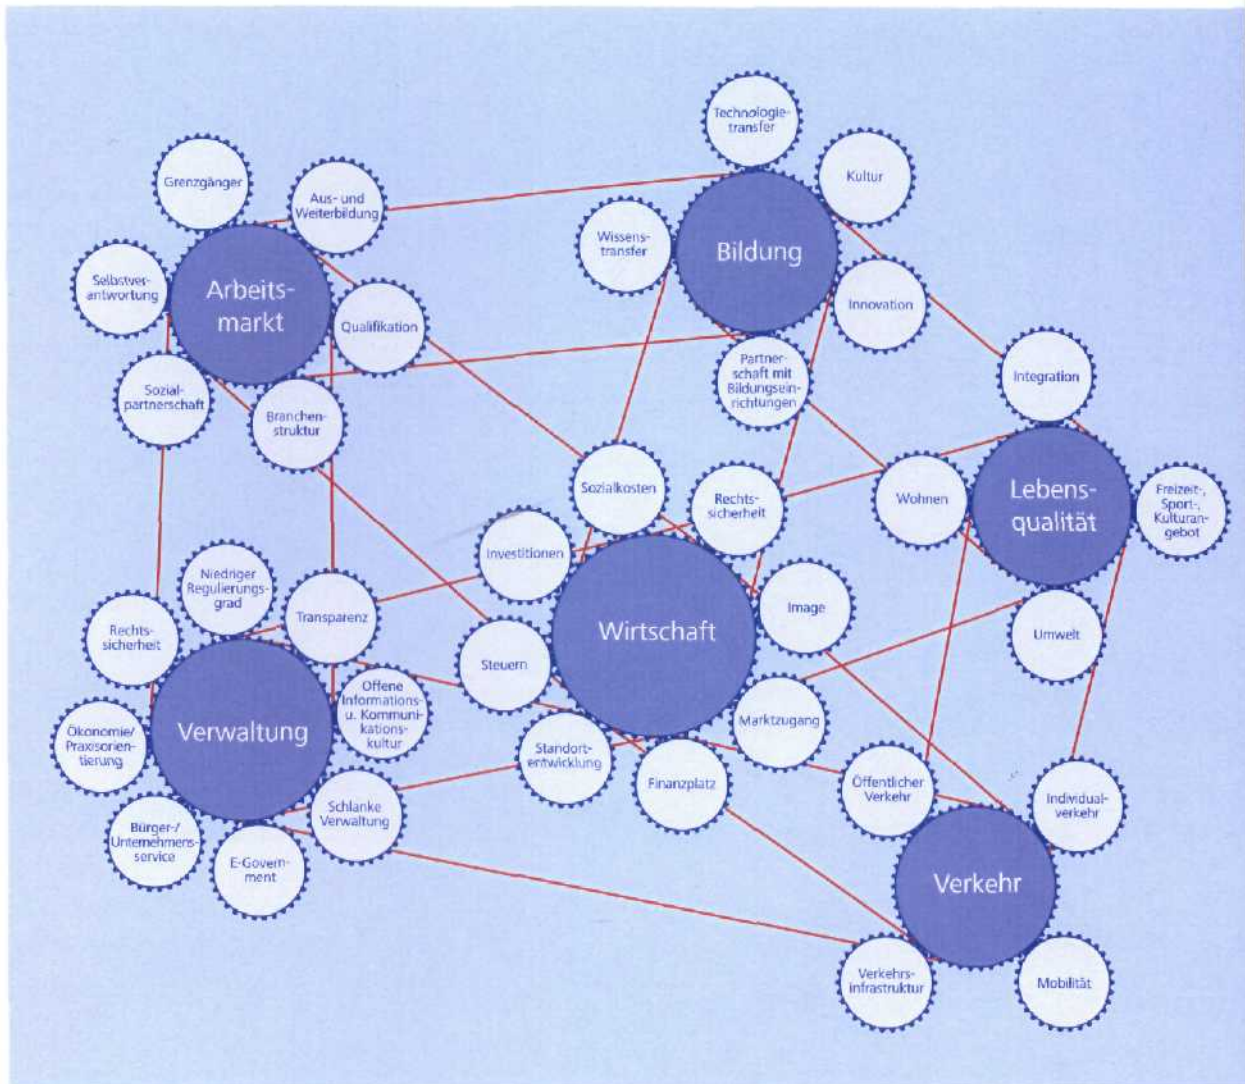 Technologie-
transfer
Kultur
Wissens-
transfer
Bildung
Innovation
Partner-
schaft mit
Bildungsein-
richtungen
Grenzgänger
Aus- und
Weiterbildung
Selbstver-
antwortung
Arbeits-
markt
Qualifikation
Sozial-
partnerschaft
Branchen-
struktur
Integration
Wohnen
Lebens-
qualität
Freizeit-,
Sport-,
Kulturan-
gebot
Umwelt
Sozialkosten
Rechts-
sicherheit
Investitionen
Wirtschaft
Image
Steuern
Marktzugang
Standort-
entwicklung
Finanzplatz
Niedriger
Regulierungs-
grad
Transparenz
Rechts-
sicherheit
Verwaltung
Offene
Informations-
u. Kommuni-
kations-
kultur
Ökonomie/
Praxisorien-
tierung
Schlanke
Verwaltung
Bürger-/
Unternehmens-
service
E-Govern-
ment
Öffentlicher
Verkehr
Individual-
verkehr
Verkehr
Verkehrs-
infrastruktur
Mobilität